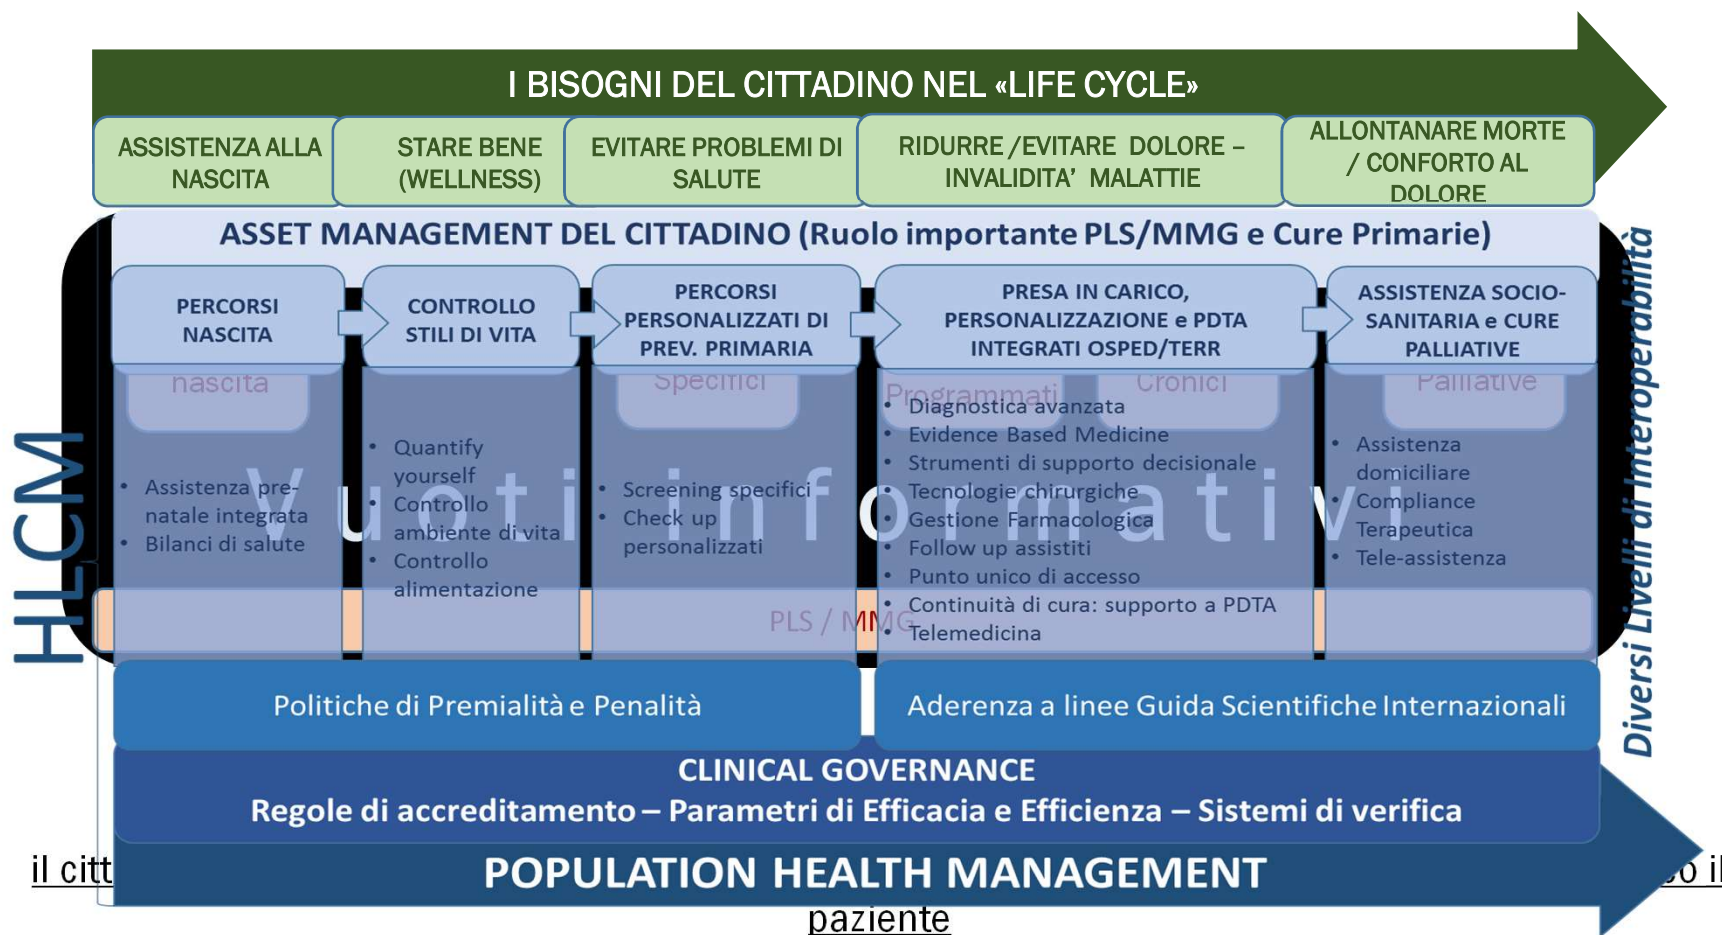 I BISOGNI DEL CITTADINO NEL «LIFE CYCLE»
ASSISTENZA ALLA
NASCITA
STARE BENE
(WELLNESS)
EVITARE PROBLEMI DI
SALUTE
RIDURRE /EVITARE DOLORE –
INVALIDITA’ MALATTIE
ALLONTANARE MORTE
/ CONFORTO AL
DOLORE
ASSET MANAGEMENT DEL CITTADINO (Ruolo importante PLS/MMG e Cure Primarie)
PERCORSI
NASCITA
CONTROLLO
STILI DI VITA
PERCORSI
PERSONALIZZATI DI
PREV. PRIMARIA
PRESA IN CARICO,
PERSONALIZZAZIONE e PDTA
INTEGRATI OSPED/TERR
ASSISTENZA SOCIO-
SANITARIA e CURE
PALLIATIVE
nascita
Specifici
Programmati
Cronici
Palliative
• Assistenza pre-
natale integrata
• Bilanci di salute
• Quantify
yourself
• Controllo
ambiente di vita
• Controllo
alimentazione
• Screening specifici
• Check up
personalizzati
• Diagnostica avanzata
• Evidence Based Medicine
• Strumenti di supporto decisionale
• Tecnologie chirurgiche
• Gestione Farmacologica
• Follow up assistiti
• Punto unico di accesso
• Continuità di cura: supporto a PDTA
• Telemedicina
• Assistenza
domiciliare
• Compliance
Terapeutica
• Tele-assistenza
Vuoti informativi
PLS / MMG
HLCM
Diversi Livelli di Interoperabilità
Politiche di Premialità e Penalità
Aderenza a linee Guida Scientifiche Internazionali
CLINICAL GOVERNANCE
Regole di accreditamento – Parametri di Efficacia e Efficienza – Sistemi di verifica
POPULATION HEALTH MANAGEMENT
il
paziente